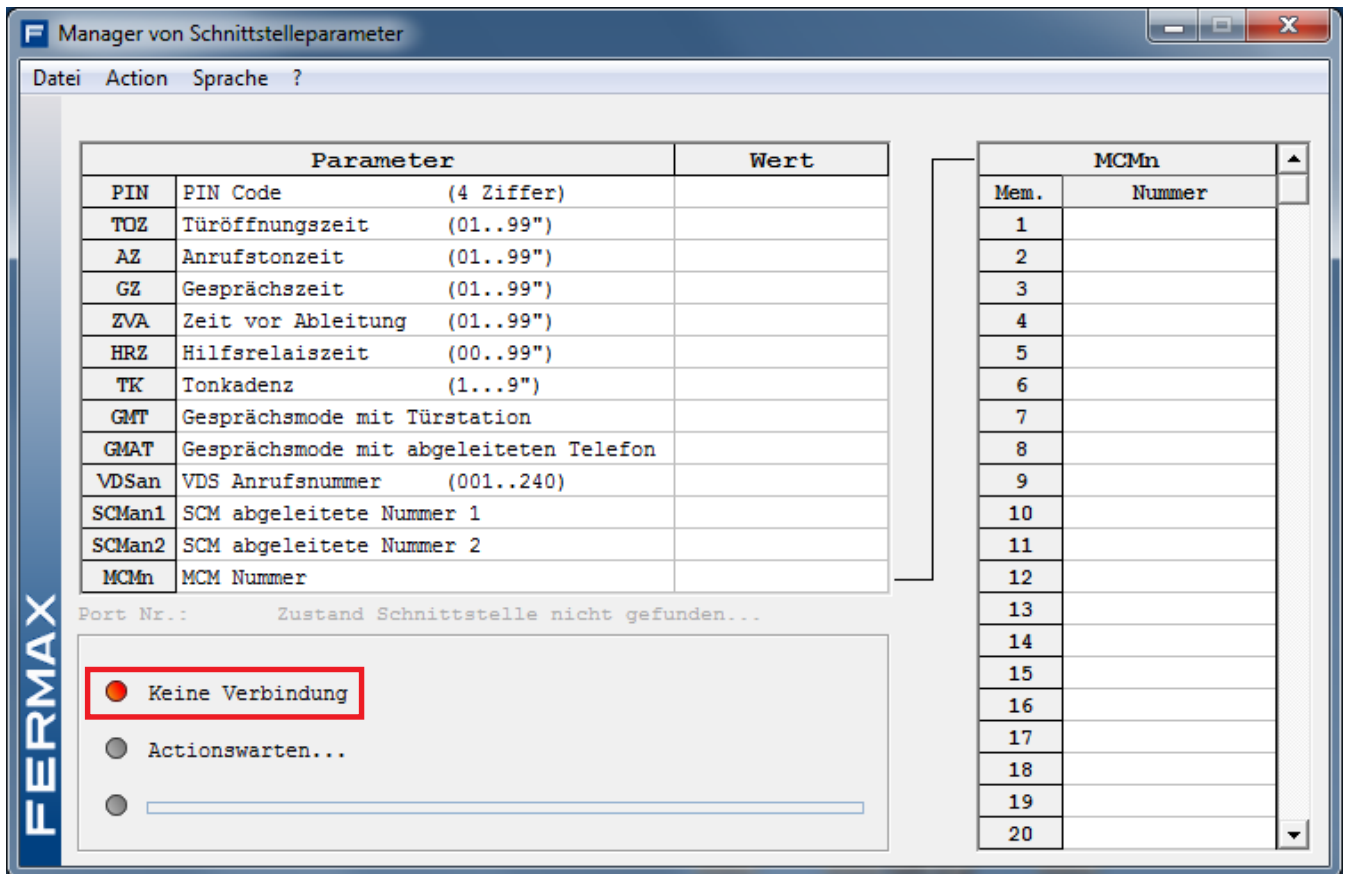 Manager von Schnittstelleparameter
Datei Action Sprache ?
Parameter Wert
PIN PIN Code (4 Ziffer)
TOZ Türöffnungszeit (01..99")
AZ Anrufstonzeit (01..99")
GZ Gesprächszeit (01..99")
ZVA Zeit vor Ableitung (01..99")
HRZ Hilfsrelaiszeit (00..99")
TK Tonkadenz (1...9")
GMT Gesprächsmode mit Türstation
GMAT Gesprächsmode mit abgeleiteten Telefon
VDSan VDS Anrufsnummer (001..240)
SCMan1 SCM abgeleitete Nummer 1
SCMan2 SCM abgeleitete Nummer 2
MCMn MCM Nummer
Port Nr.: Zustand Schnittstelle nicht gefunden...
Keine Verbindung
Actionswarten...
MCMn
Mem. Nummer
1
2
3
4
5
6
7
8
9
10
11
12
13
14
15
16
17
18
19
20
FERMAX